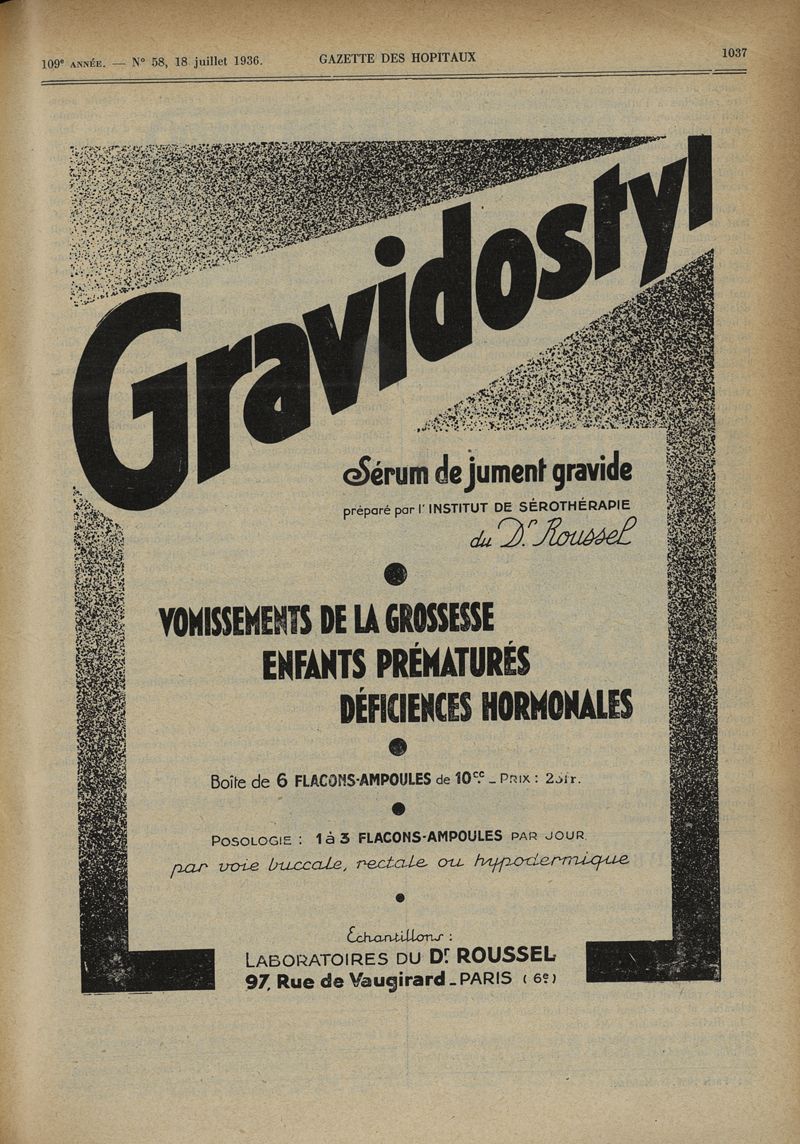 109e ANNÉE. — N° 58, 18 juillet 1936.
GAZETTE DES HOPITAUX
1037
Gravidostyl
Sérum de jument gravide
préparé par l'INSTITUT DE SÉROTHÉRAPIE
du Dr Roussel
VOMISSEMENTS DE LA GROSSESSE
ENFANTS PRÉMATURÉS
DÉFICIENCES HORMONALES
Boîte de 6 FLACONS-AMPOULES de 10cc. _ PRIX :
POSOLOGIE : 1 à 3 FLACONS-AMPOULES PAR JOUR
par voie buccale, rectale ou hypodermique
Échantillons :
LABORATOIRES DU Dr ROUSSEL
97, Rue de Vaugirard _ PARIS (6e)